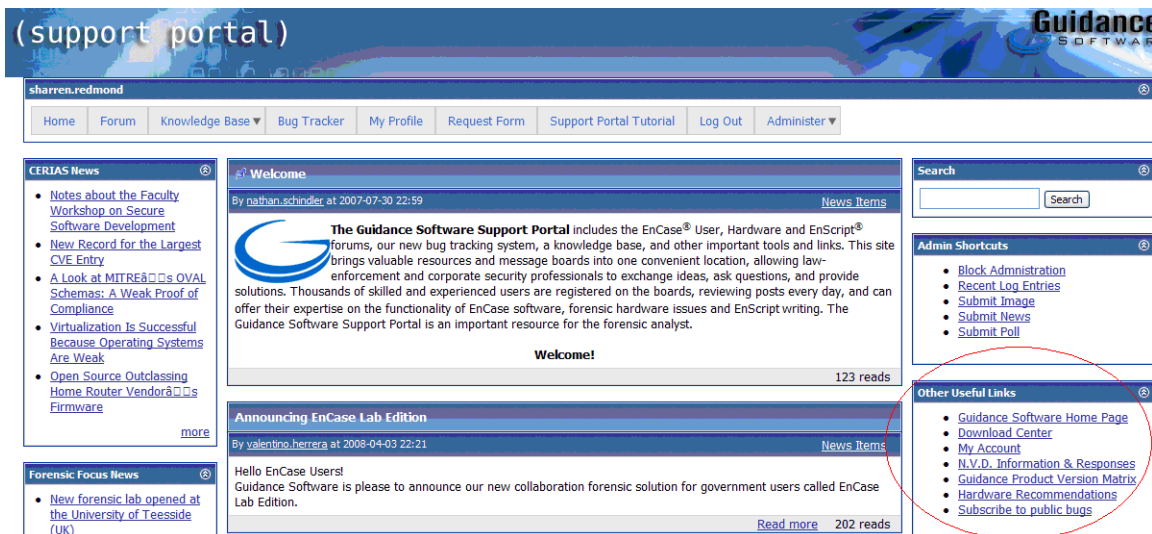 (support portal)
Guidance
SOFTWAR
sharren.redmond
Home Forum Knowledge Base Bug Tracker My Profile Request Form Support Portal Tutorial Log Out Administer
CERIAS News
• Notes about the Faculty
Workshop on Secure
Software Development
• New Record for the Largest
CVE Entry
• A Look at MITREâ□□s OVAL
Schemas: A Weak Proof of
Compliance
• Virtualization Is Successful
Because Operating Systems
Are Weak
• Open Source Outclassing
Home Router Vendorâ□□s
Firmware
more
Forensic Focus News
• New forensic lab opened at
the University of Teesside
(UK)
Welcome
By nathan.schindler at 2007-07-30 22:59 News Items
The Guidance Software Support Portal includes the EnCase® User, Hardware and EnScript®
forums, our new bug tracking system, a knowledge base, and other important tools and links. This site
brings valuable resources and message boards into one convenient location, allowing law-
enforcement and corporate security professionals to exchange ideas, ask questions, and provide
solutions. Thousands of skilled and experienced users are registered on the boards, reviewing posts every day, and can
offer their expertise on the functionality of EnCase software, forensic hardware issues and EnScript writing. The
Guidance Software Support Portal is an important resource for the forensic analyst.
Welcome!
123 reads
Announcing EnCase Lab Edition
By valentino.herrera at 2008-04-03 22:21 News Items
Hello EnCase Users!
Guidance Software is please to announce our new collaboration forensic solution for government users called EnCase
Lab Edition.
Read more 202 reads
Search
Search
Admin Shortcuts
• Block Admnistration
• Recent Log Entries
• Submit Image
• Submit News
• Submit Poll
Other Useful Links
• Guidance Software Home Page
• Download Center
• My Account
• N.V.D. Information & Responses
• Guidance Product Version Matrix
• Hardware Recommendations
• Subscribe to public bugs